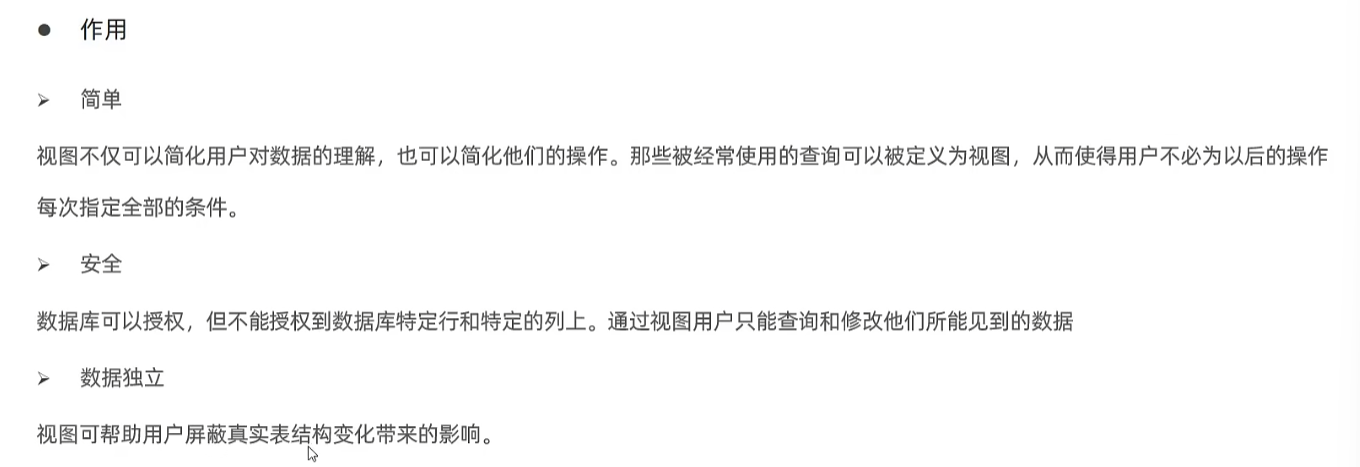 ● 作用
➢ 简单
视图不仅可以简化用户对数据的理解，也可以简化他们的操作。那些被经常使用的查询可以被定义为视图，从而使得用户不必为以后的操作
每次指定全部的条件。
➢ 安全
数据库可以授权，但不能授权到数据库特定行和特定的列上。通过视图用户只能查询和修改他们所能见到的数据
➢ 数据独立
视图可帮助用户屏蔽真实表结构变化带来的影响。